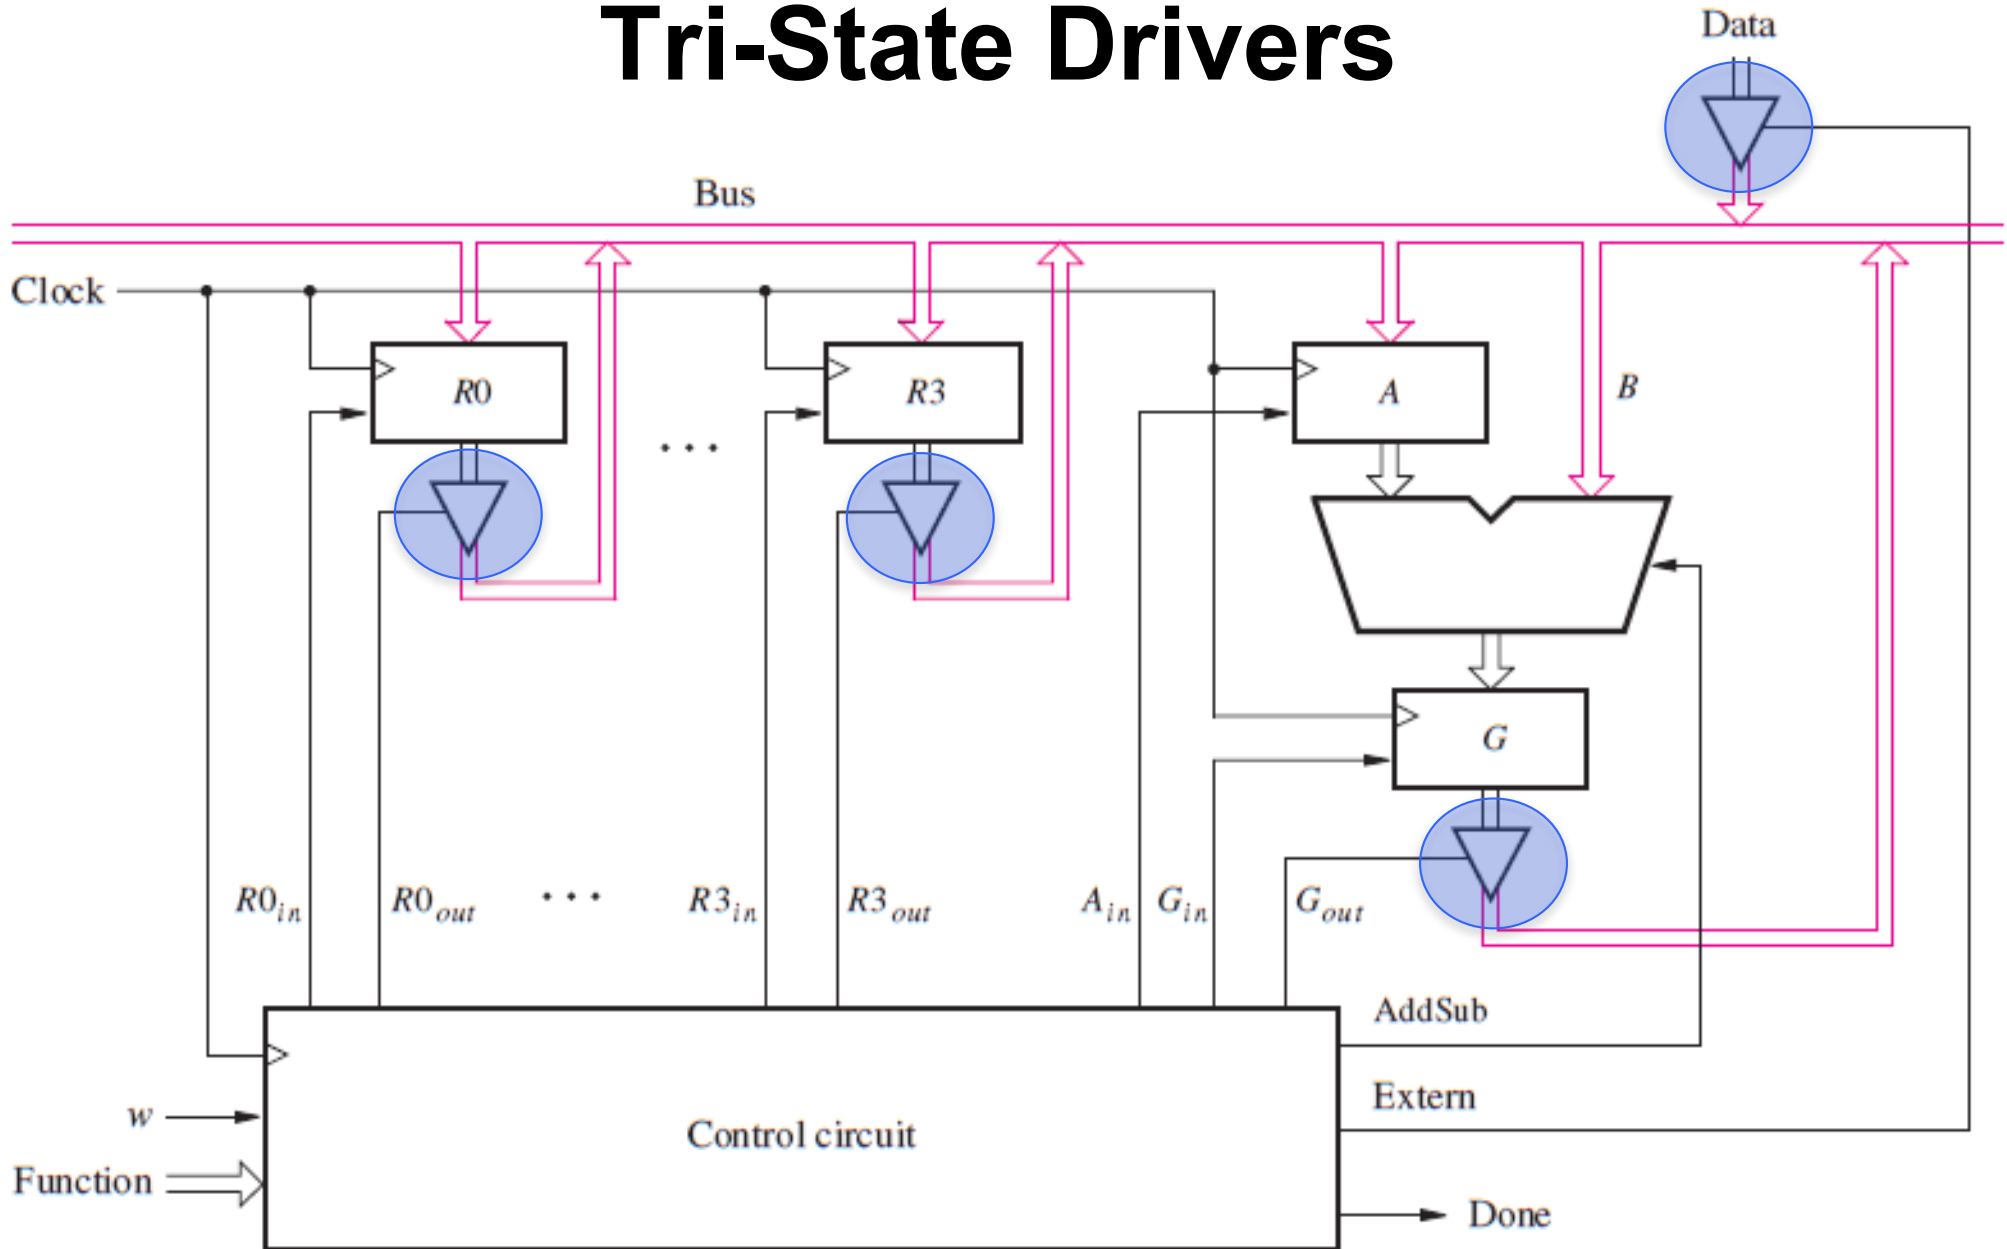 Tri-State Drivers
Data
Bus
Clock
R0
R3
A
B
. . .
G
R0in
R0out
. . .
R3in
R3out
Ain
Gin
Gout
AddSub
Extern
w
Control circuit
Function
Done